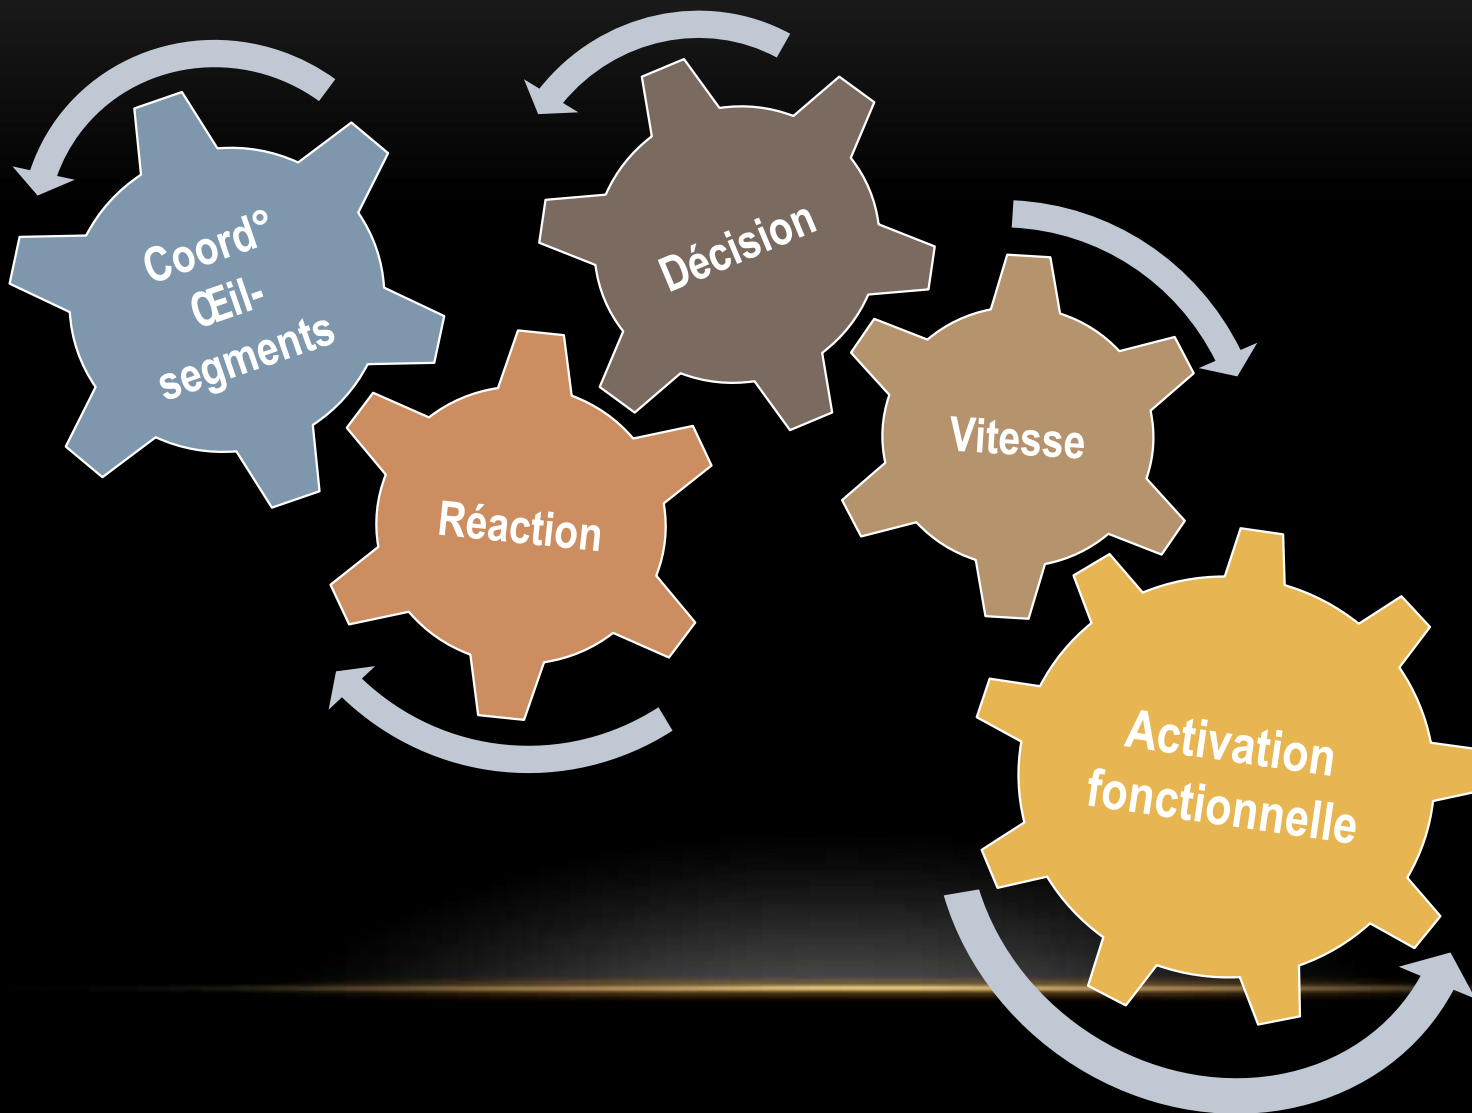 Coord°
Œil-
segments
Décision
Réaction
Vitesse
Activation
fonctionnelle